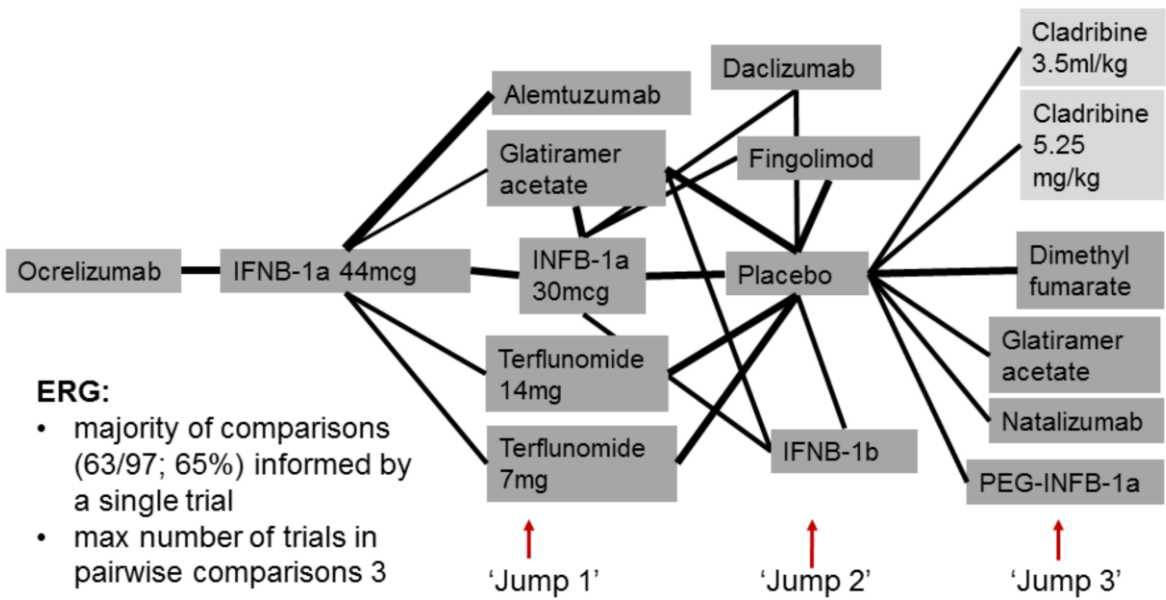 Cladribine
3.5ml/kg
Daclizumab
Alemtuzumab
Cladribine
5.25
mg/kg
Glatiramer
acetate
Fingolimod
Ocrelizumab
IFNB-1a 44mcg
INFB-1a
30mcg
Placebo
Dimethyl
fumarate
Glatiramer
acetate
Terflunomide
14mg
Natalizumab
Terflunomide
7mg
IFNB-1b
PEG-INFB-1a
ERG:
• majority of comparisons
(63/97; 65%) informed by
a single trial
• max number of trials in
pairwise comparisons 3
‘Jump 1’
‘Jump 2’
‘Jump 3’